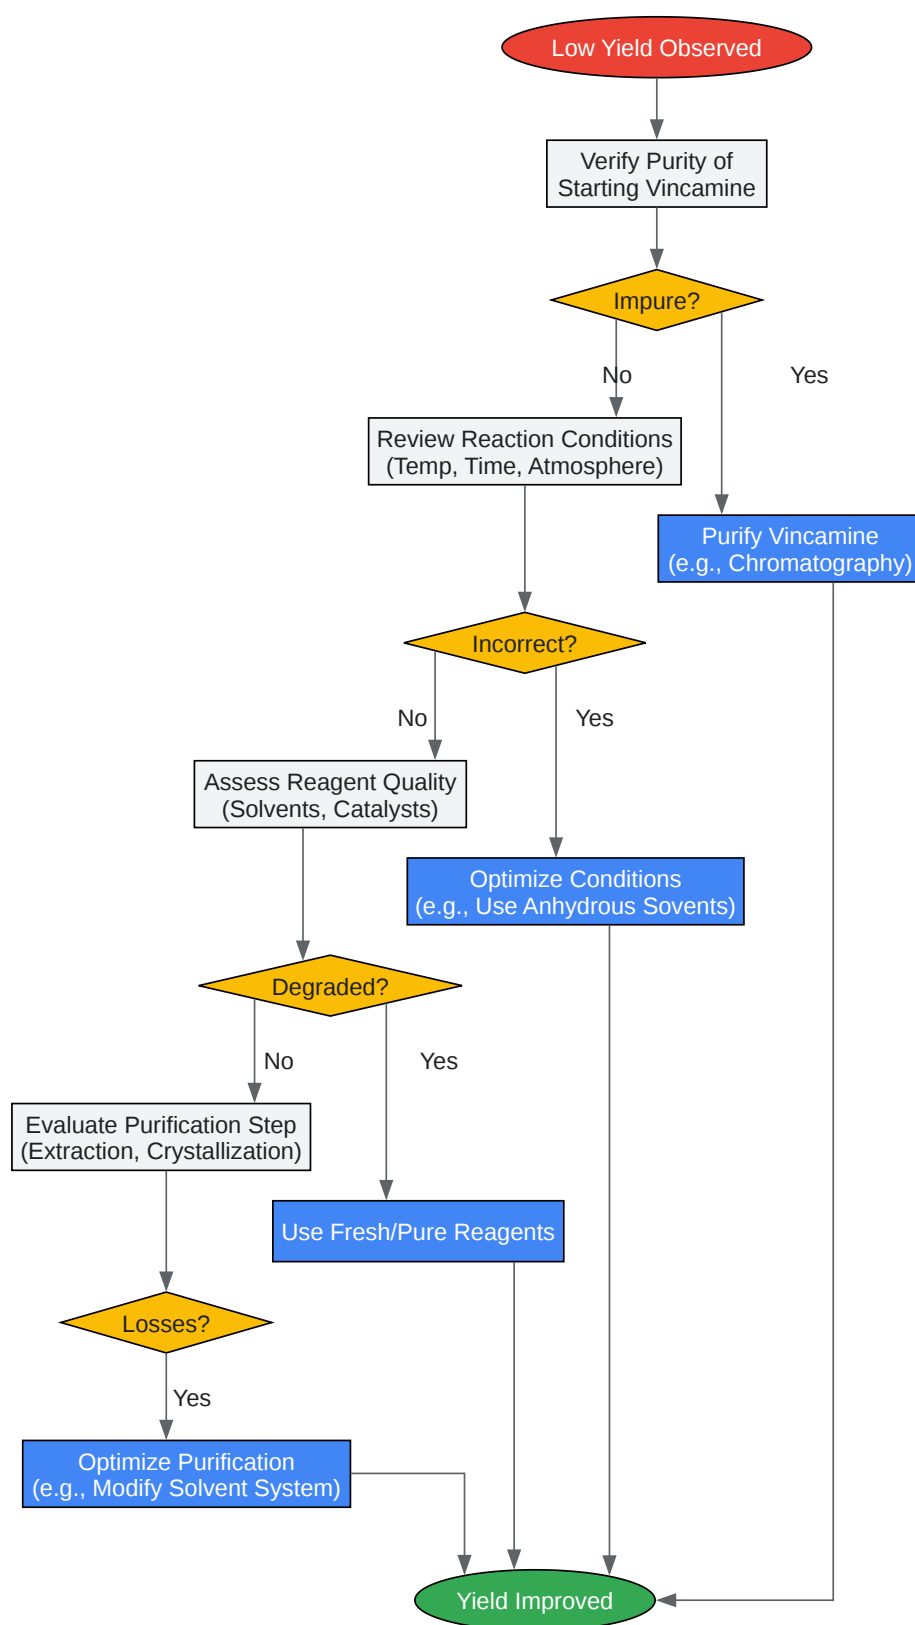 Low Yield Observed
Verify Purity of
Starting Vincamine
Impure?
No
Yes
Review Reaction Conditions
(Temp, Time, Atmosphere)
Purify Vincamine
(e.g., Chromatography)
Incorrect?
No
Yes
Assess Reagent Quality
(Solvents, Catalysts)
Optimize Conditions
(e.g., Use Anhydrous Sovents)
Degraded?
No
Yes
Evaluate Purification Step
(Extraction, Crystallization)
Use Fresh/Pure Reagents
Losses?
Yes
Optimize Purification
(e.g., Modify Solvent System)
Yield Improved